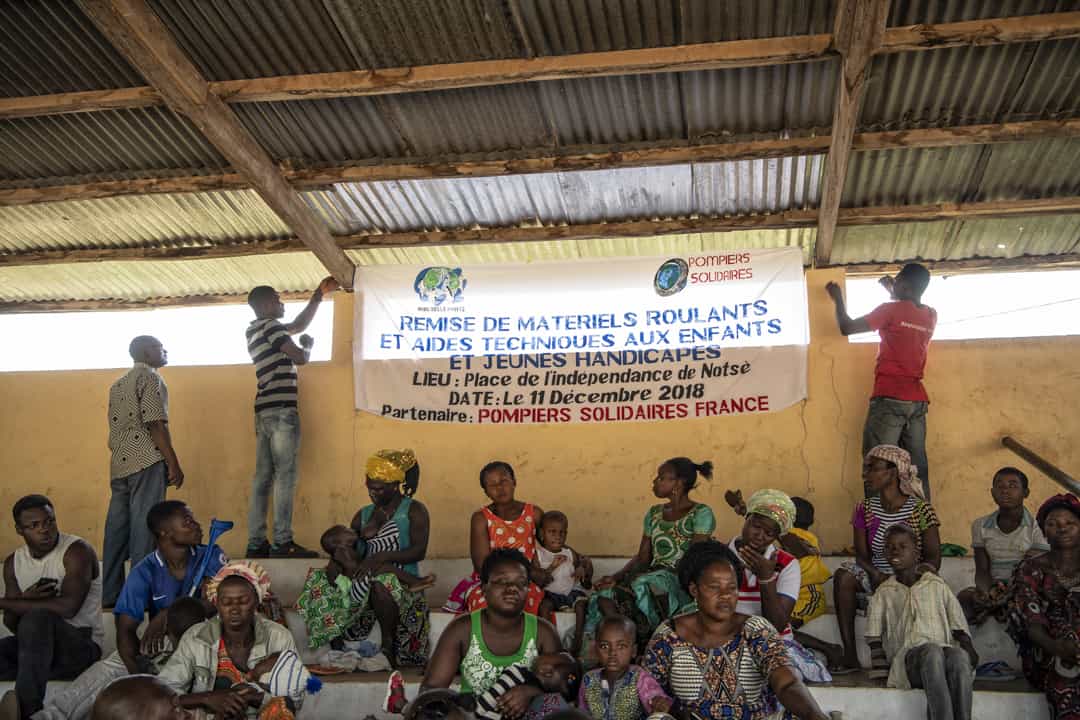 POMPIERS
SOLIDAIRES
REMISE DE MATERIELS ROULANTS
ET AIDES TECHNIQUES AUX ENFANTS
ET JEUNES HANDICAPES
LIEU : Place de l'indépendance de Notsè
DATE : Le 11 Décembre 2018
Partenaire : POMPIERS SOLIDAIRES FRANCE